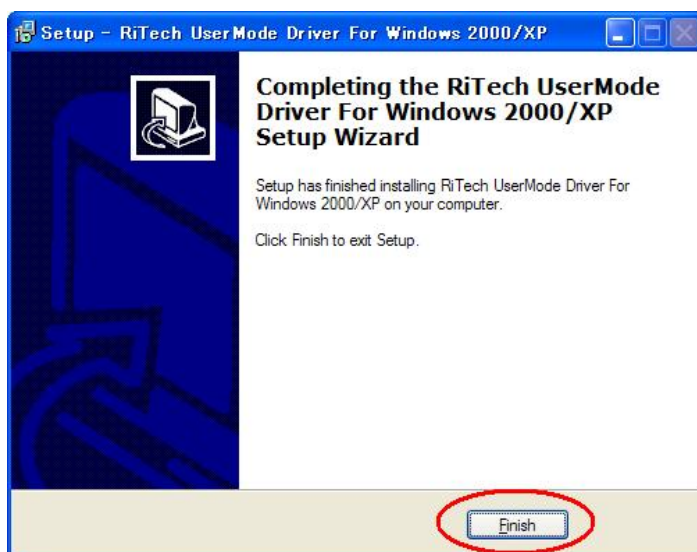 Setup - RiTech UserMode Driver For Windows 2000/XP
Completing the RiTech UserMode
Driver For Windows 2000/XP
Setup Wizard
Setup has finished installing RiTech UserMode Driver For
Windows 2000/XP on your computer.
Click Finish to exit Setup.
Finish